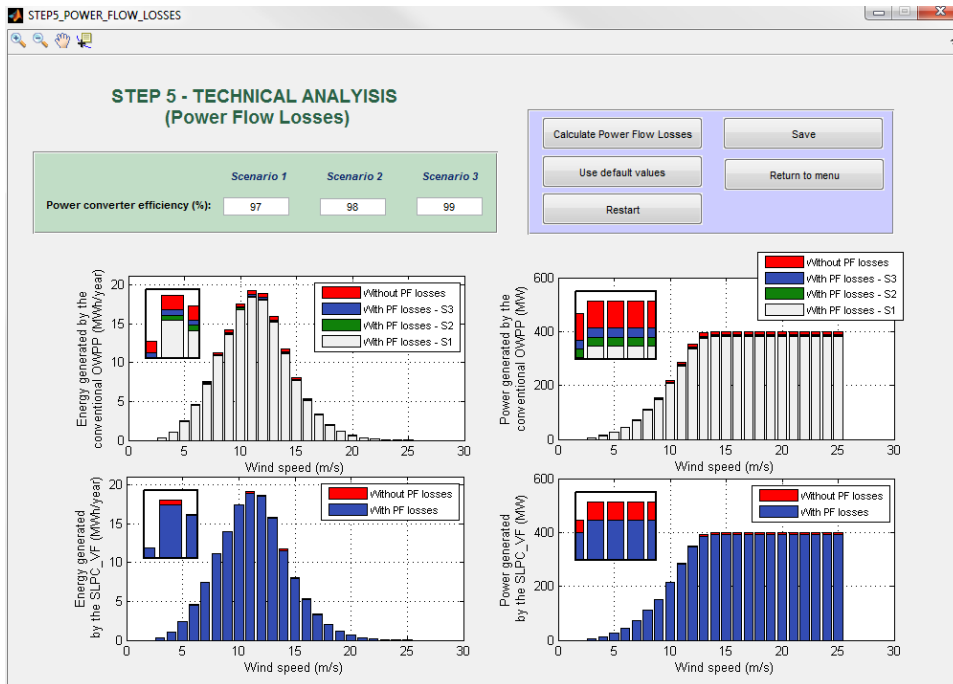 STEP5_POWER_FLOW_LOSSES
STEP 5 - TECHNICAL ANALYISIS
(Power Flow Losses)
Scenario 1 Scenario 2 Scenario 3
Power converter efficiency (%): 97 98 99
Calculate Power Flow Losses
Save
Use default values
Return to menu
Restart
Energy generated by the
conventional OWPP (MWh/year)
20
15
10
5
0
0 5 10 15 20 25 30
Wind speed (m/s)
Without PF losses
With PF losses - S3
With PF losses - S2
With PF losses - S1
Power generated by the
conventional OWPP (MW)
600
400
200
0
0 5 10 15 20 25 30
Wind speed (m/s)
Without PF losses
With PF losses - S3
With PF losses - S2
With PF losses - S1
Energy generated
by the SLPC_VF (MWh/year)
20
15
10
5
0
0 5 10 15 20 25 30
Wind speed (m/s)
Without PF losses
With PF losses
Power generated
by the SLPC_VF (MW)
600
400
200
0
0 5 10 15 20 25 30
Wind speed (m/s)
Without PF losses
With PF losses